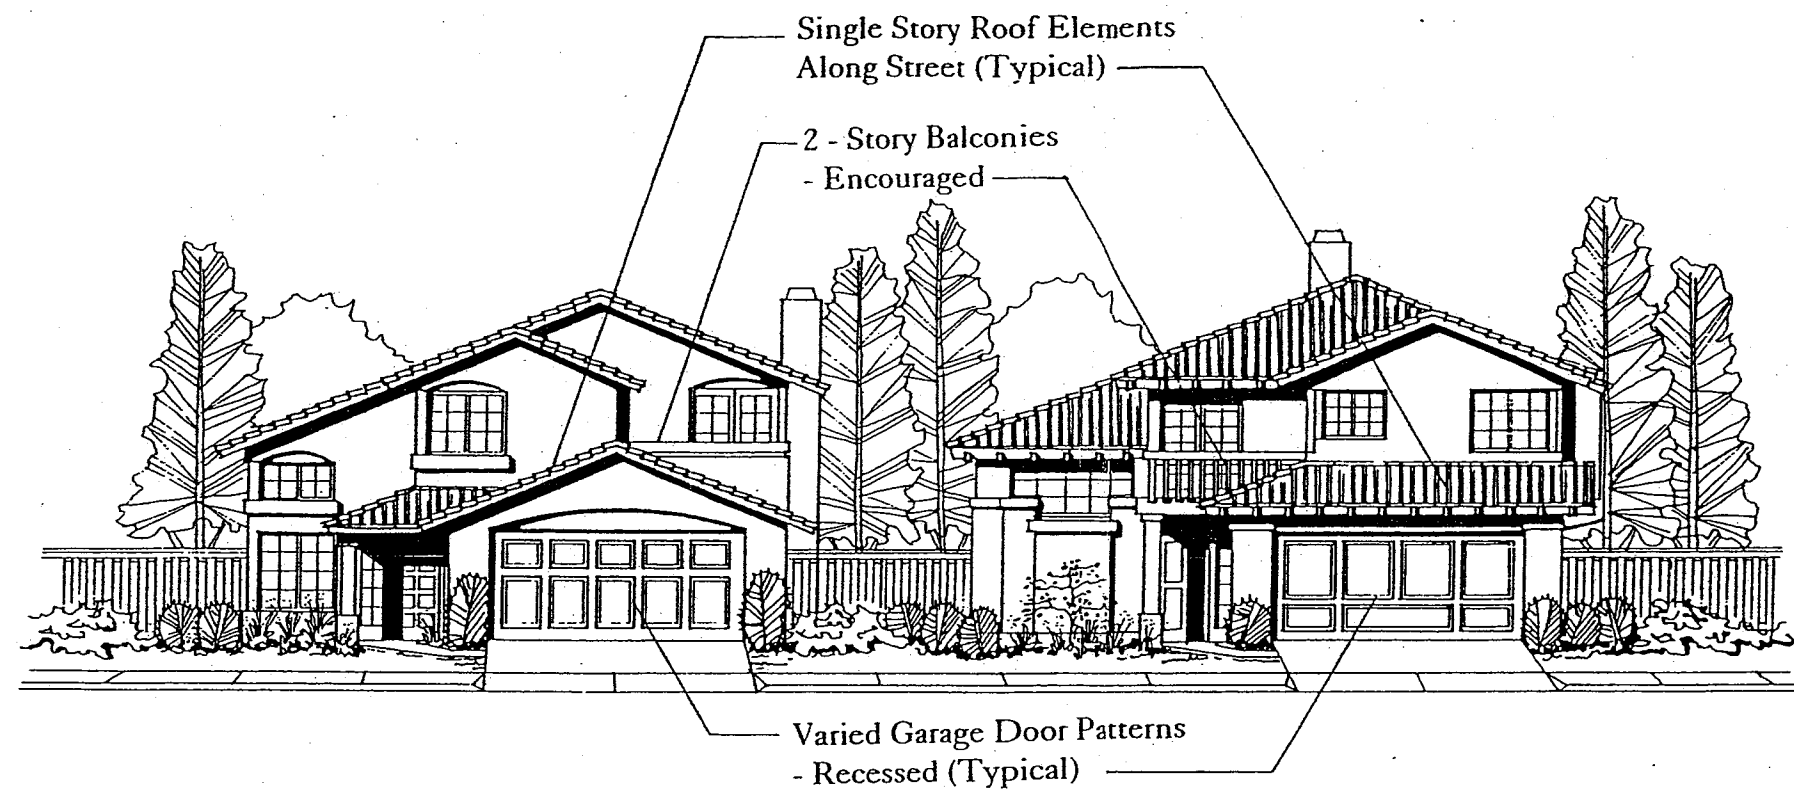 Single Story Roof Elements
Along Street (Typical)
2 - Story Balconies
- Encouraged
Varied Garage Door Patterns
- Recessed (Typical)